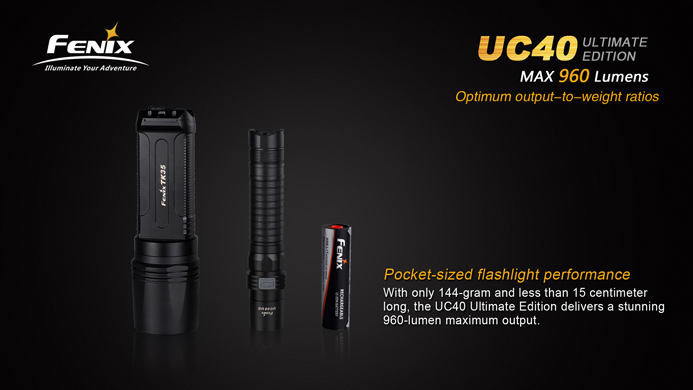 FENIX
Illuminate Your Adventure
UC40 ULTIMATE
EDITION
MAX 960 Lumens
Optimum output–to–weight ratios
FENIX TK35
FENIX
RECHARGEABLE
Pocket-sized flashlight performance
With only 144-gram and less than 15 centimeter
long, the UC40 Ultimate Edition delivers a stunning
960-lumen maximum output.